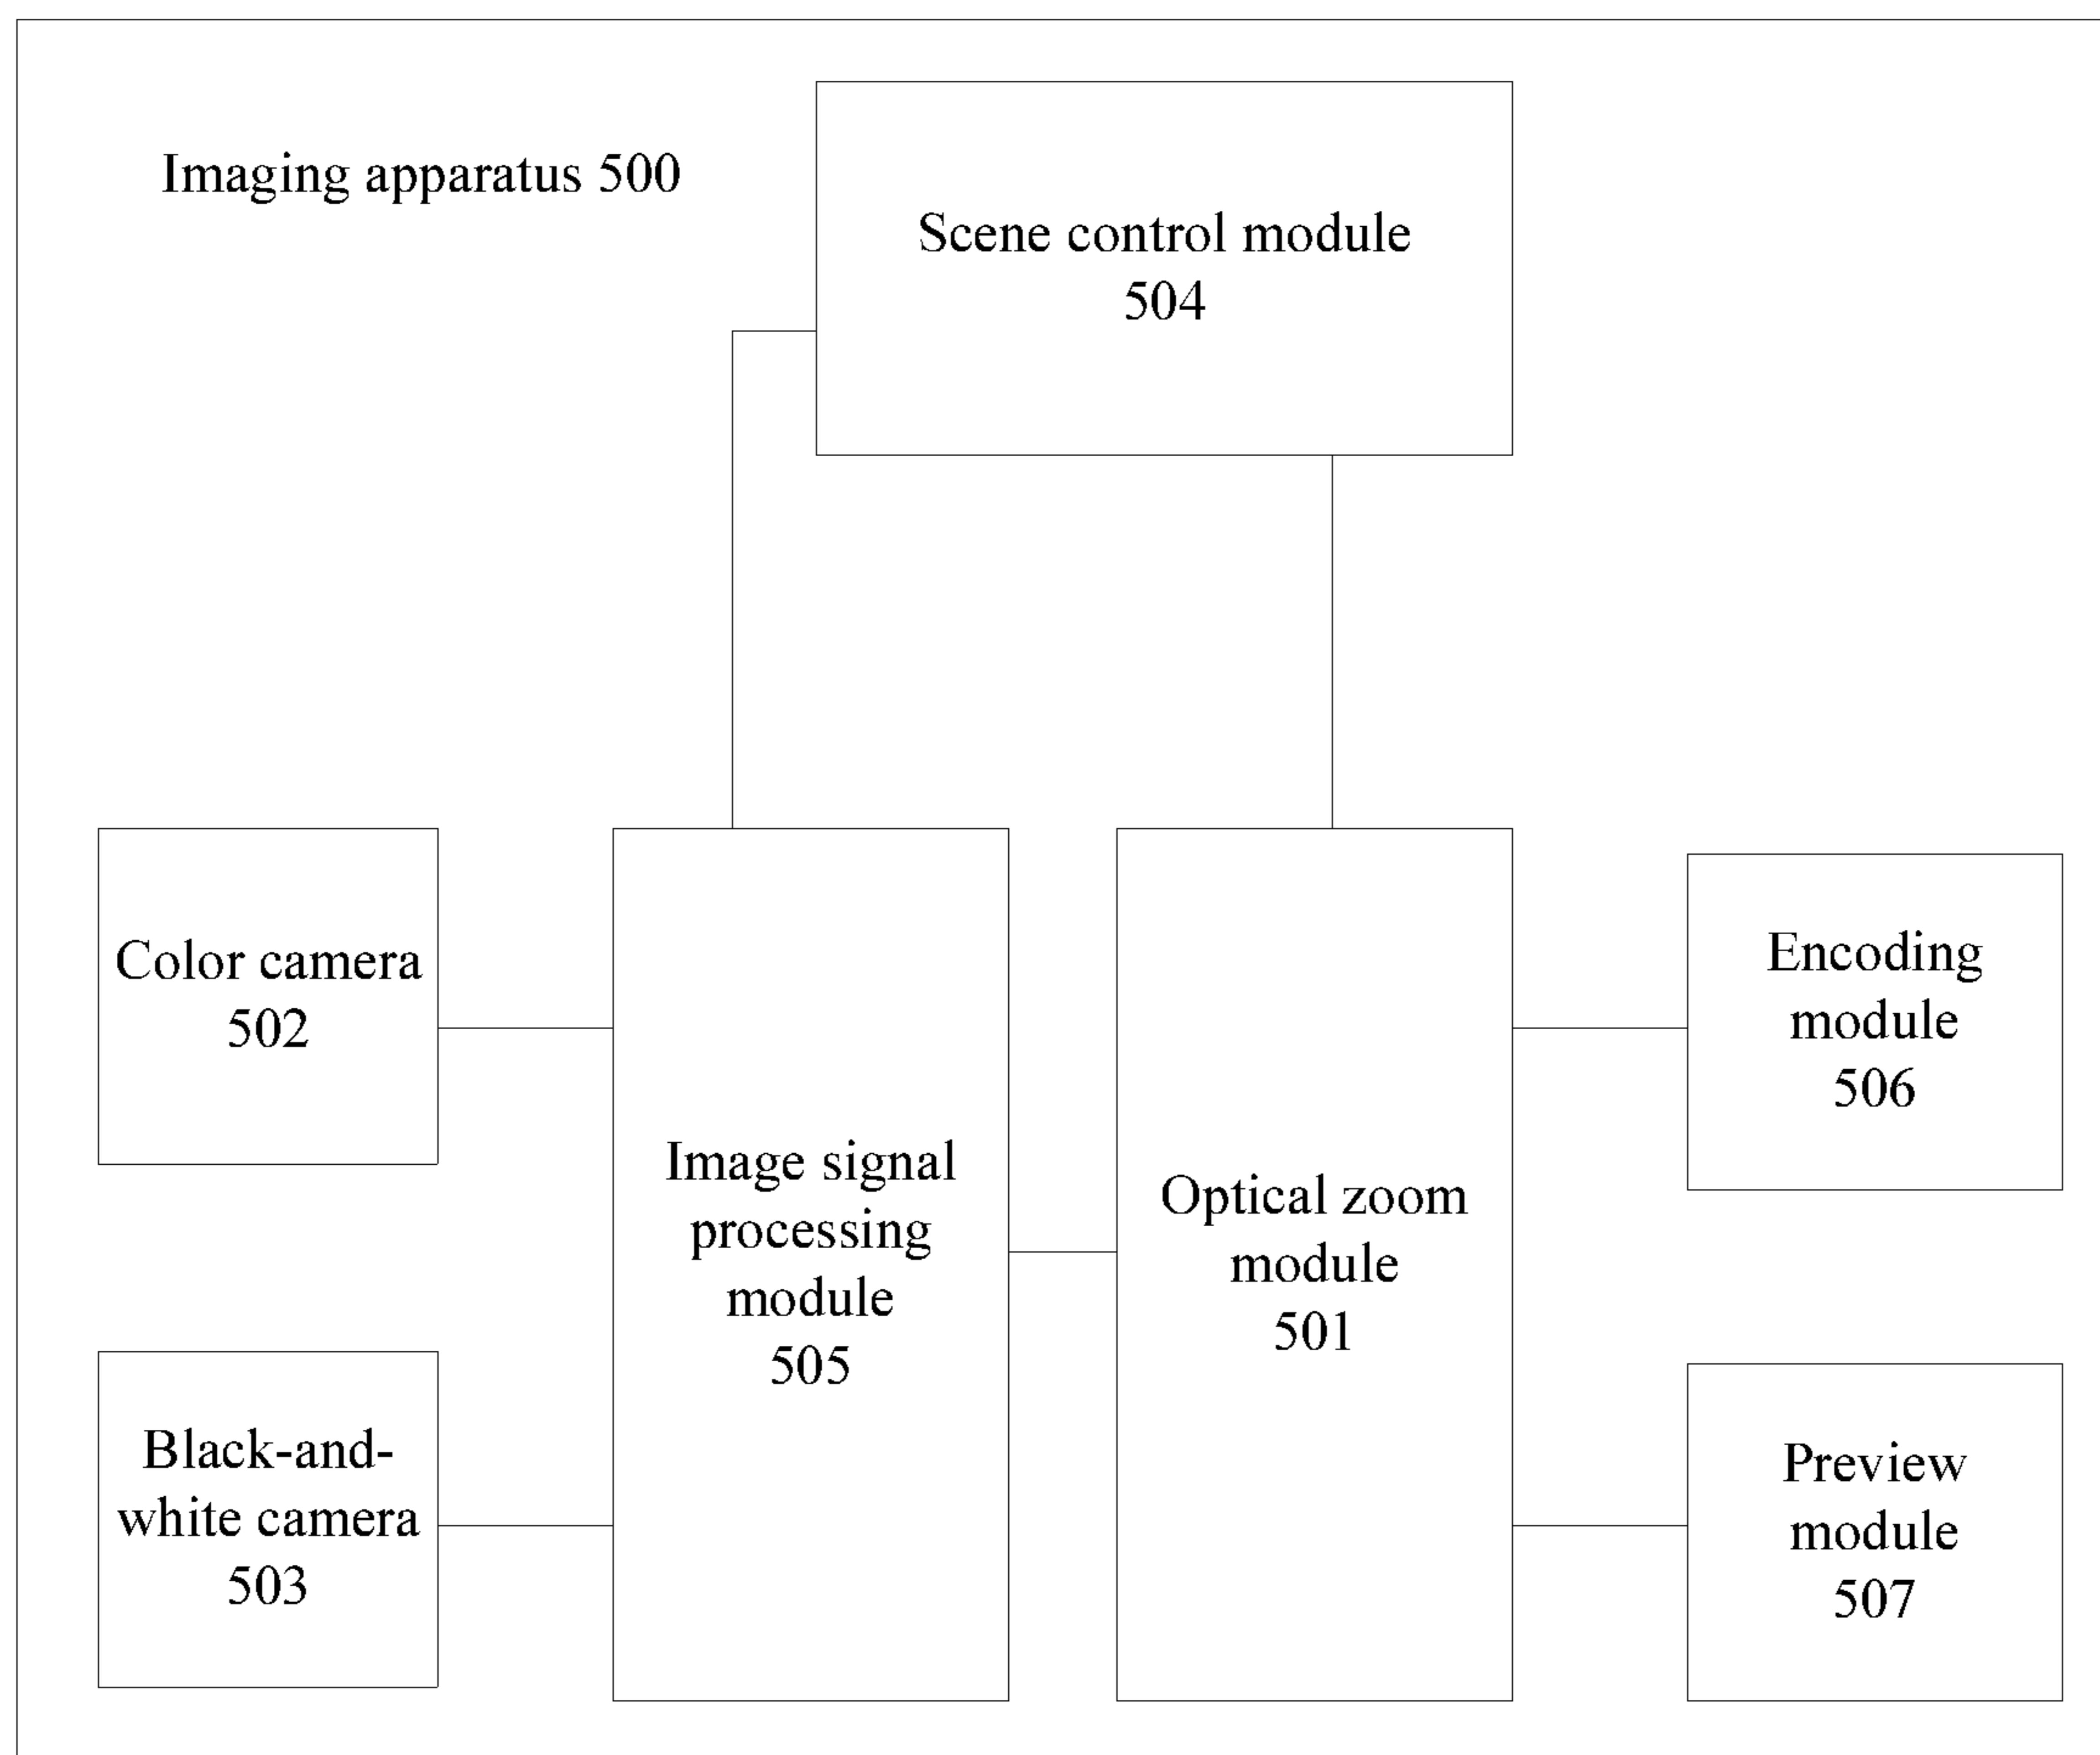 Imaging apparatus 500
Scene control module
504
Color camera
502
Black-and-
white camera
503
Image signal
processing
module
505
Optical zoom
module
501
Encoding
module
506
Preview
module
507